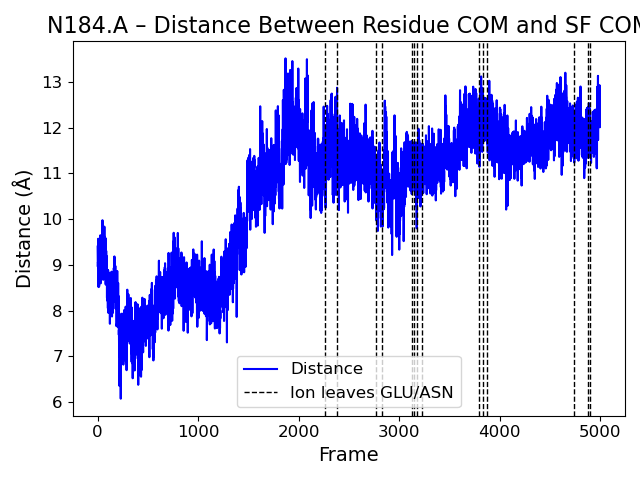 N184.A – Distance Between Residue COM and SF COM
13
12
11
10
9
8
7
6
Distance (Å)
Distance
Ion leaves GLU/ASN
0 1000 2000 3000 4000 5000
Frame